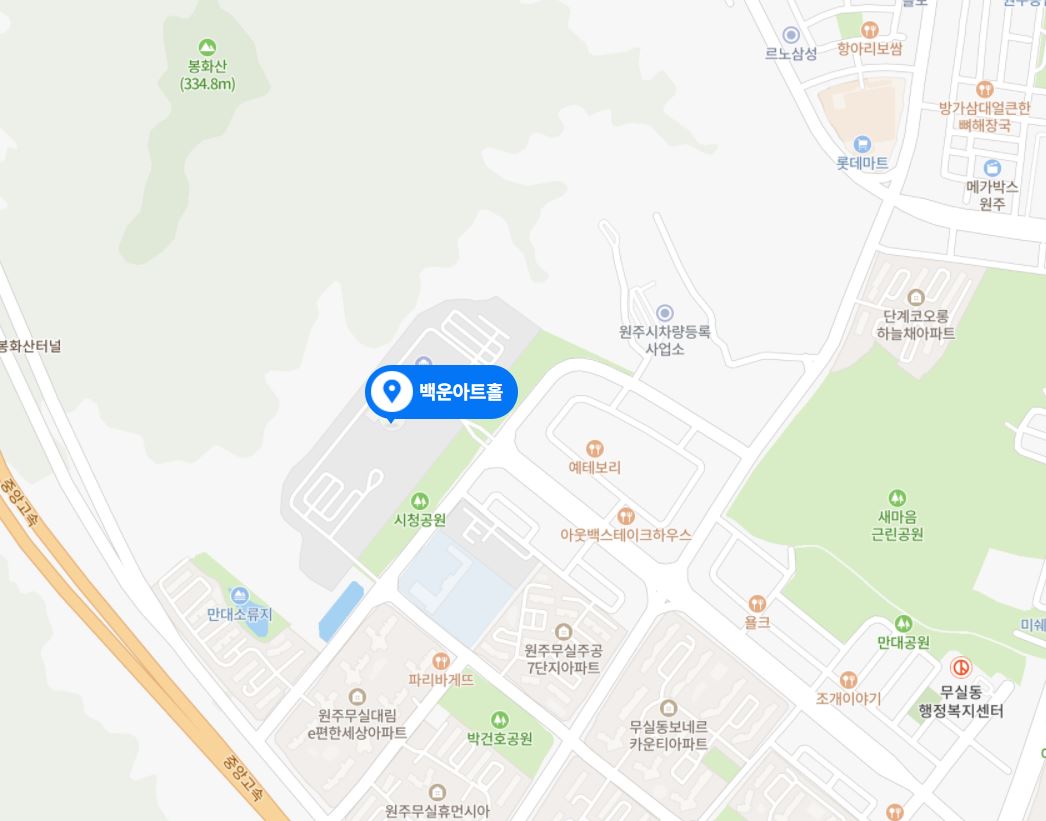 봉화산
(334.8m)
르노삼성
항아리보쌈
방가삼대얼큰한
뼈해장국
롯데마트
메가박스
원주
단계코오롱
하늘채아파트
원주시차량등록
사업소
봉화산터널
백운아트홀
예테보리
중앙고속
시청공원
아웃백스테이크하우스
새마음
근린공원
만대소류지
욜크
만대공원
미쉐
원주무실주공
7단지아파트
파리바게뜨
무실동
행정복지센터
조개이야기
원주무실대림
e편한세상아파트
박건호공원
무실동보네르
카운티아파트
중앙고속
원주무실휴먼시아